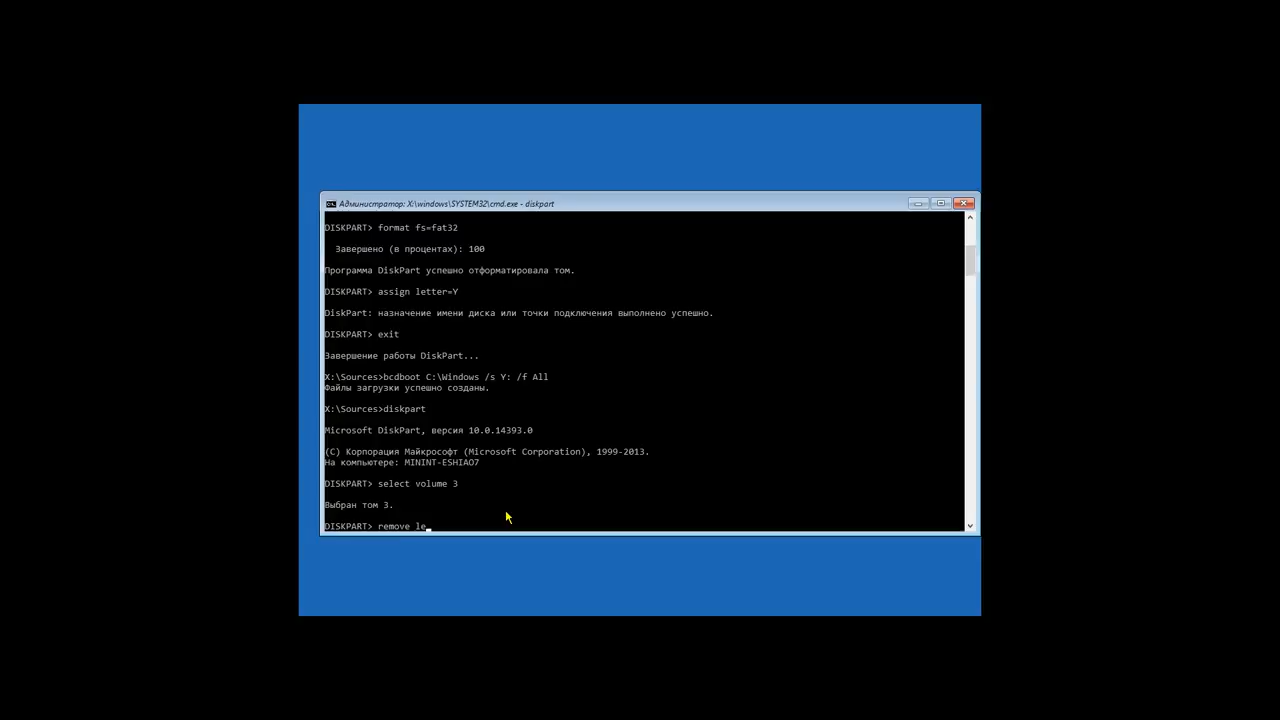 Администратор: X:\windows\SYSTEM32\cmd.exe - diskpart
DISKPART> format fs=fat32
Завершено (в процентах): 100
Программа DiskPart успешно отформатировала том.
DISKPART> assign letter=Y
DiskPart: назначение имени диска или точки подключения выполнено успешно.
DISKPART> exit
Завершение работы DiskPart...
X:\Sources>bcdboot C:\Windows /s Y: /f All
Файлы загрузки успешно созданы.
X:\Sources>diskpart
Microsoft DiskPart, версия 10.0.14393.0
(C) Корпорация Майкрософт (Microsoft Corporation), 1999-2013.
На компьютере: MININT-ESHIAO7
DISKPART> select volume 3
Выбран том 3.
DISKPART> remove le